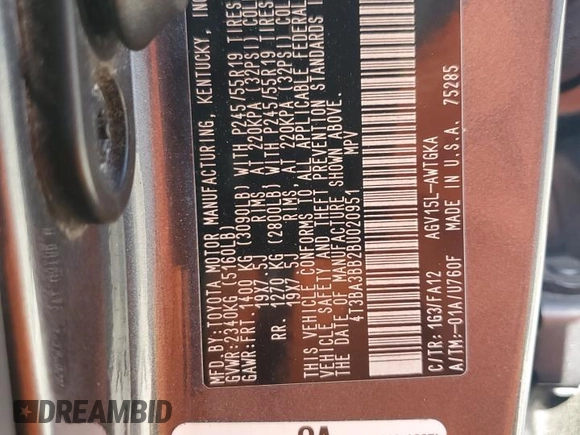 MFD.BY:TOYOTA MOTOR MANUFACTURING, KENTUCKY, INC.
GVWR:2340KG(5160LB)
GAWR:FRT. 1400 KG (3090LB) WITH P245/55R19 TIRES
19X7 5J RIMS, AT 220KPA (32PSI) COLD
RR. 1270 KG (2800LB) WITH P245/55R19 TIRES
19X7 5J RIMS, AT 220KPA (32PSI) COLD
THIS VEHICLE CONFORMS TO ALL APPLICABLE FEDERAL
VEHICLE SAFETY AND THEFT PREVENTION STANDARDS IN
EFFECT ON THE DATE OF MANUFACTURE SHOWN ABOVE.
4T3BA3BB2BU020951 MPV
C/TR: 1G3/FA12 AGV15L-AWTGKA
A/TM:-01A/U760F MADE IN U.S.A. 75285
DREAMBID